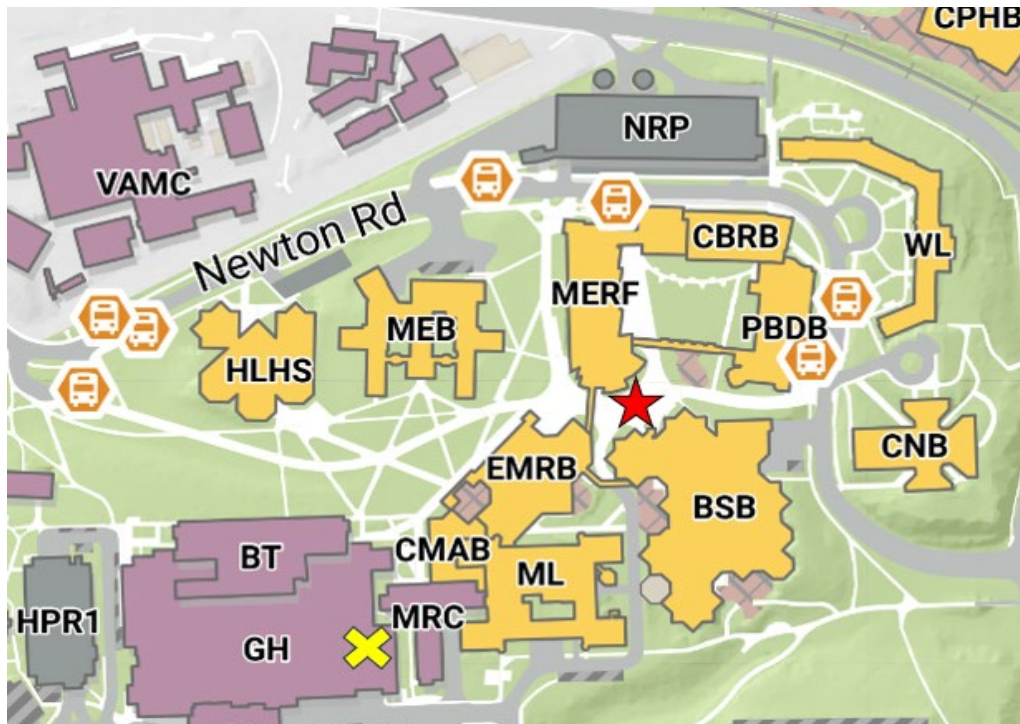 CPHB
NRP
VAMC
Newton Rd
CBRB
WL
MERF
MEB
PBDB
HLHS
CNB
EMRB
BSB
BT
CMAB
ML
HPR1
MRC
GH